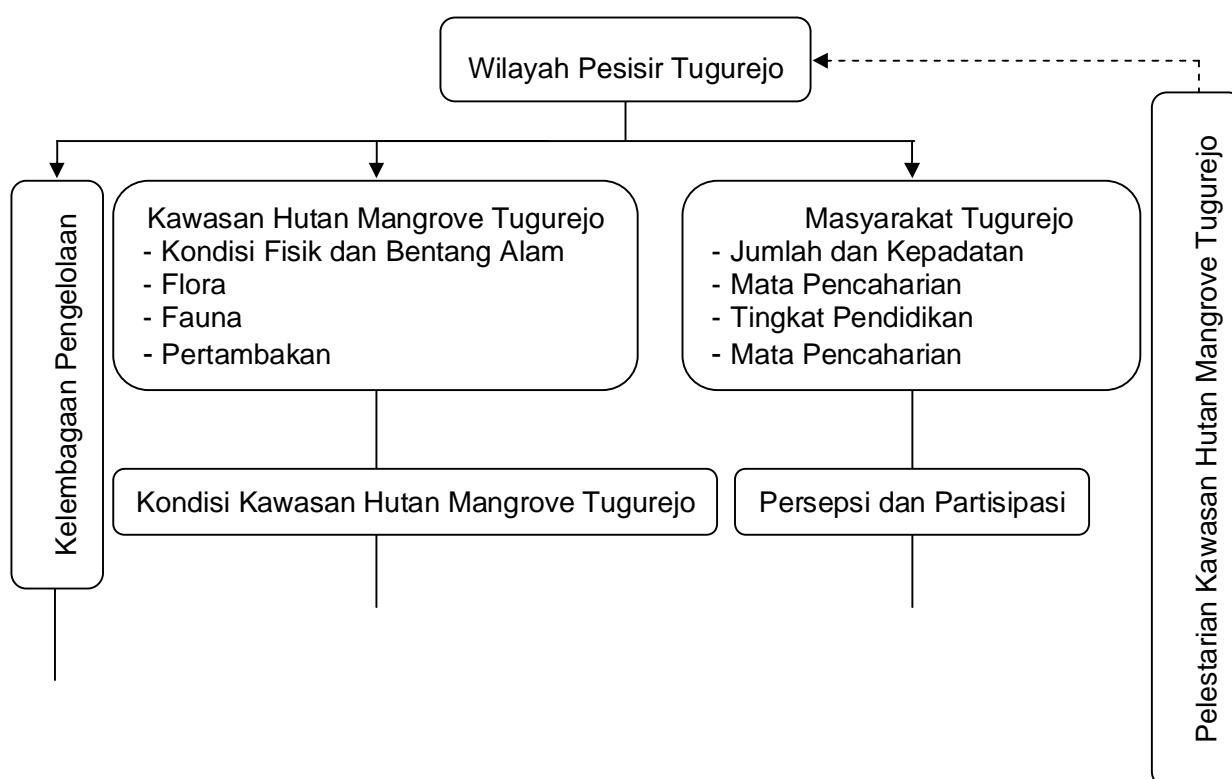 Wilayah Pesisir Tugurejo
Kelembagaan Pengelolaan
Kawasan Hutan Mangrove Tugurejo
- Kondisi Fisik dan Bentang Alam
- Flora
- Fauna
- Pertambakan
Masyarakat Tugurejo
- Jumlah dan Kepadatan
- Mata Pencaharian
- Tingkat Pendidikan
- Mata Pencaharian
Kondisi Kawasan Hutan Mangrove Tugurejo
Persepsi dan Partisipasi
Pelestarian Kawasan Hutan Mangrove Tugurejo